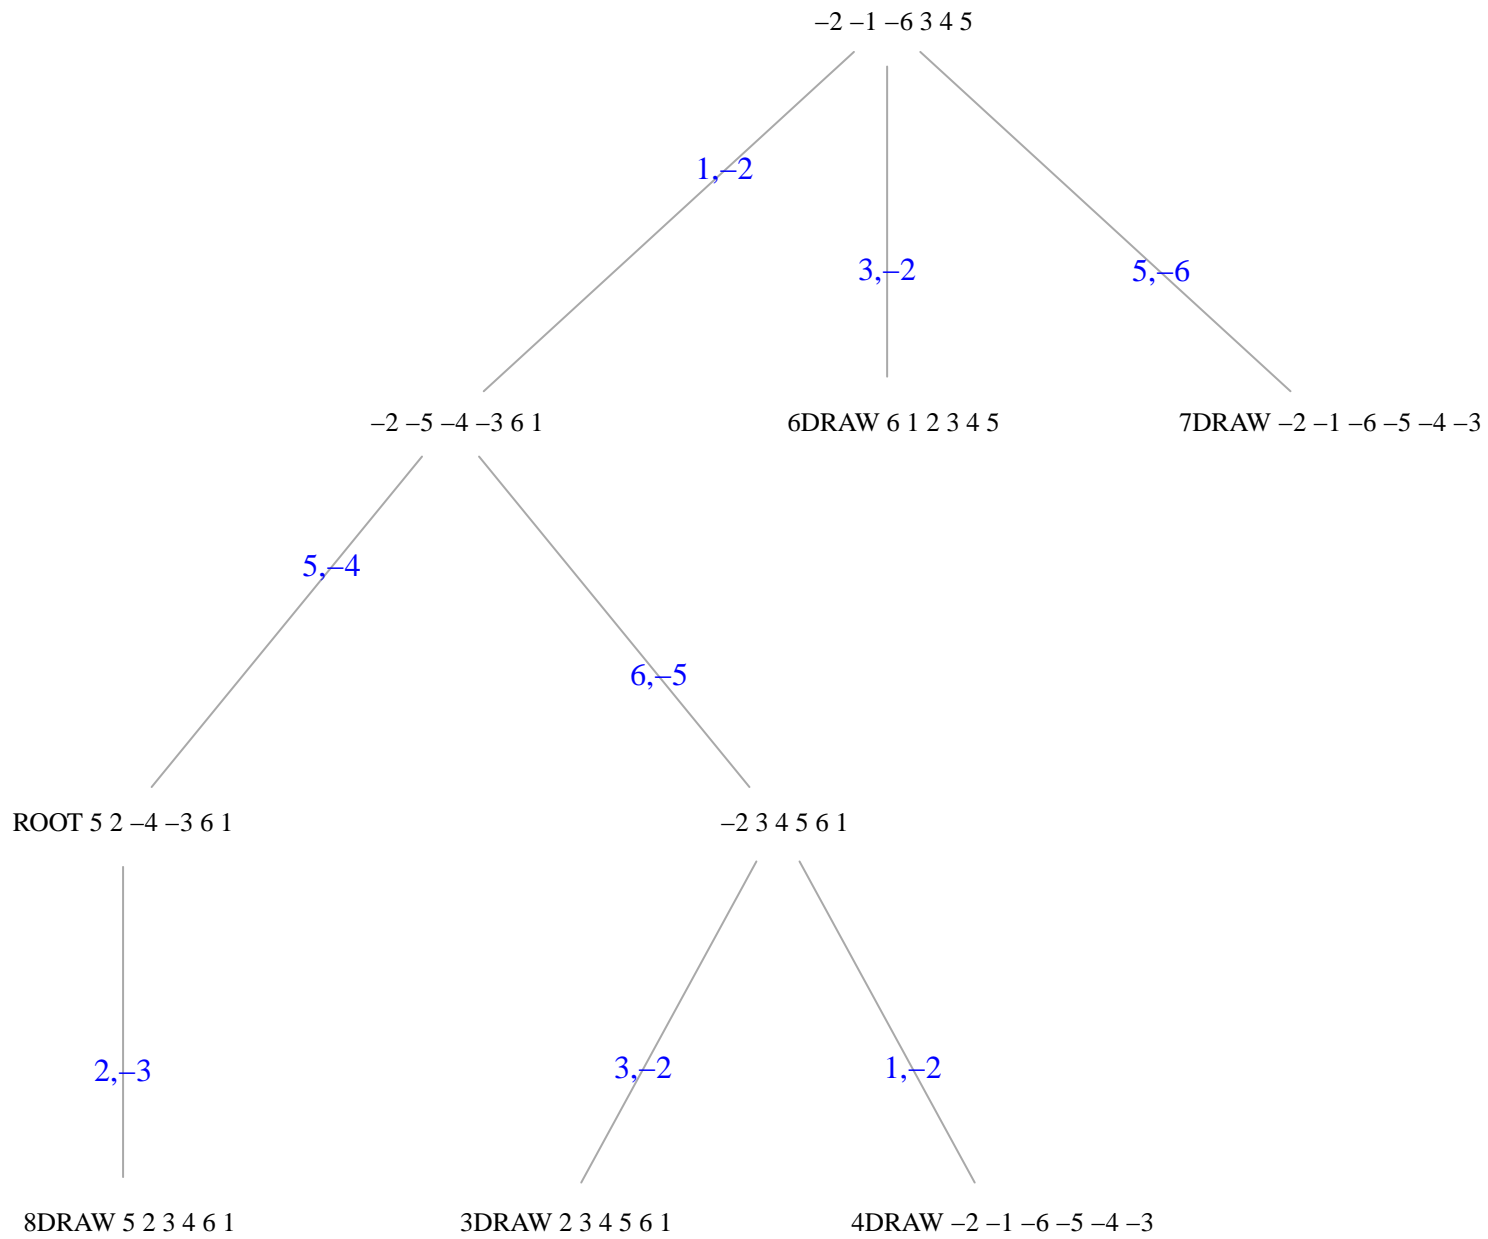 –2 –1 –6 3 4 5
1,–2
3,–2
5,–6
–2 –5 –4 –3 6 1
6DRAW 6 1 2 3 4 5
7DRAW –2 –1 –6 –5 –4 –3
5,–4
6,–5
ROOT 5 2 –4 –3 6 1
–2 3 4 5 6 1
2,–3
3,–2
1,–2
8DRAW 5 2 3 4 6 1
3DRAW 2 3 4 5 6 1
4DRAW –2 –1 –6 –5 –4 –3